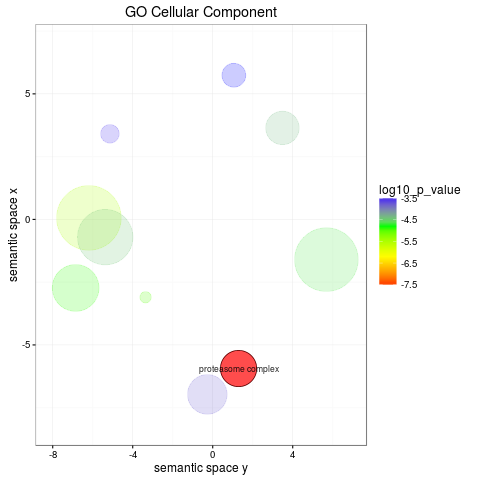 GO Cellular Component
semantic space x
5
0
-5
proteasome complex
-8
-4
0
4
semantic space y
log10_p_value
-3.5
-4.5
-5.5
-6.5
-7.5